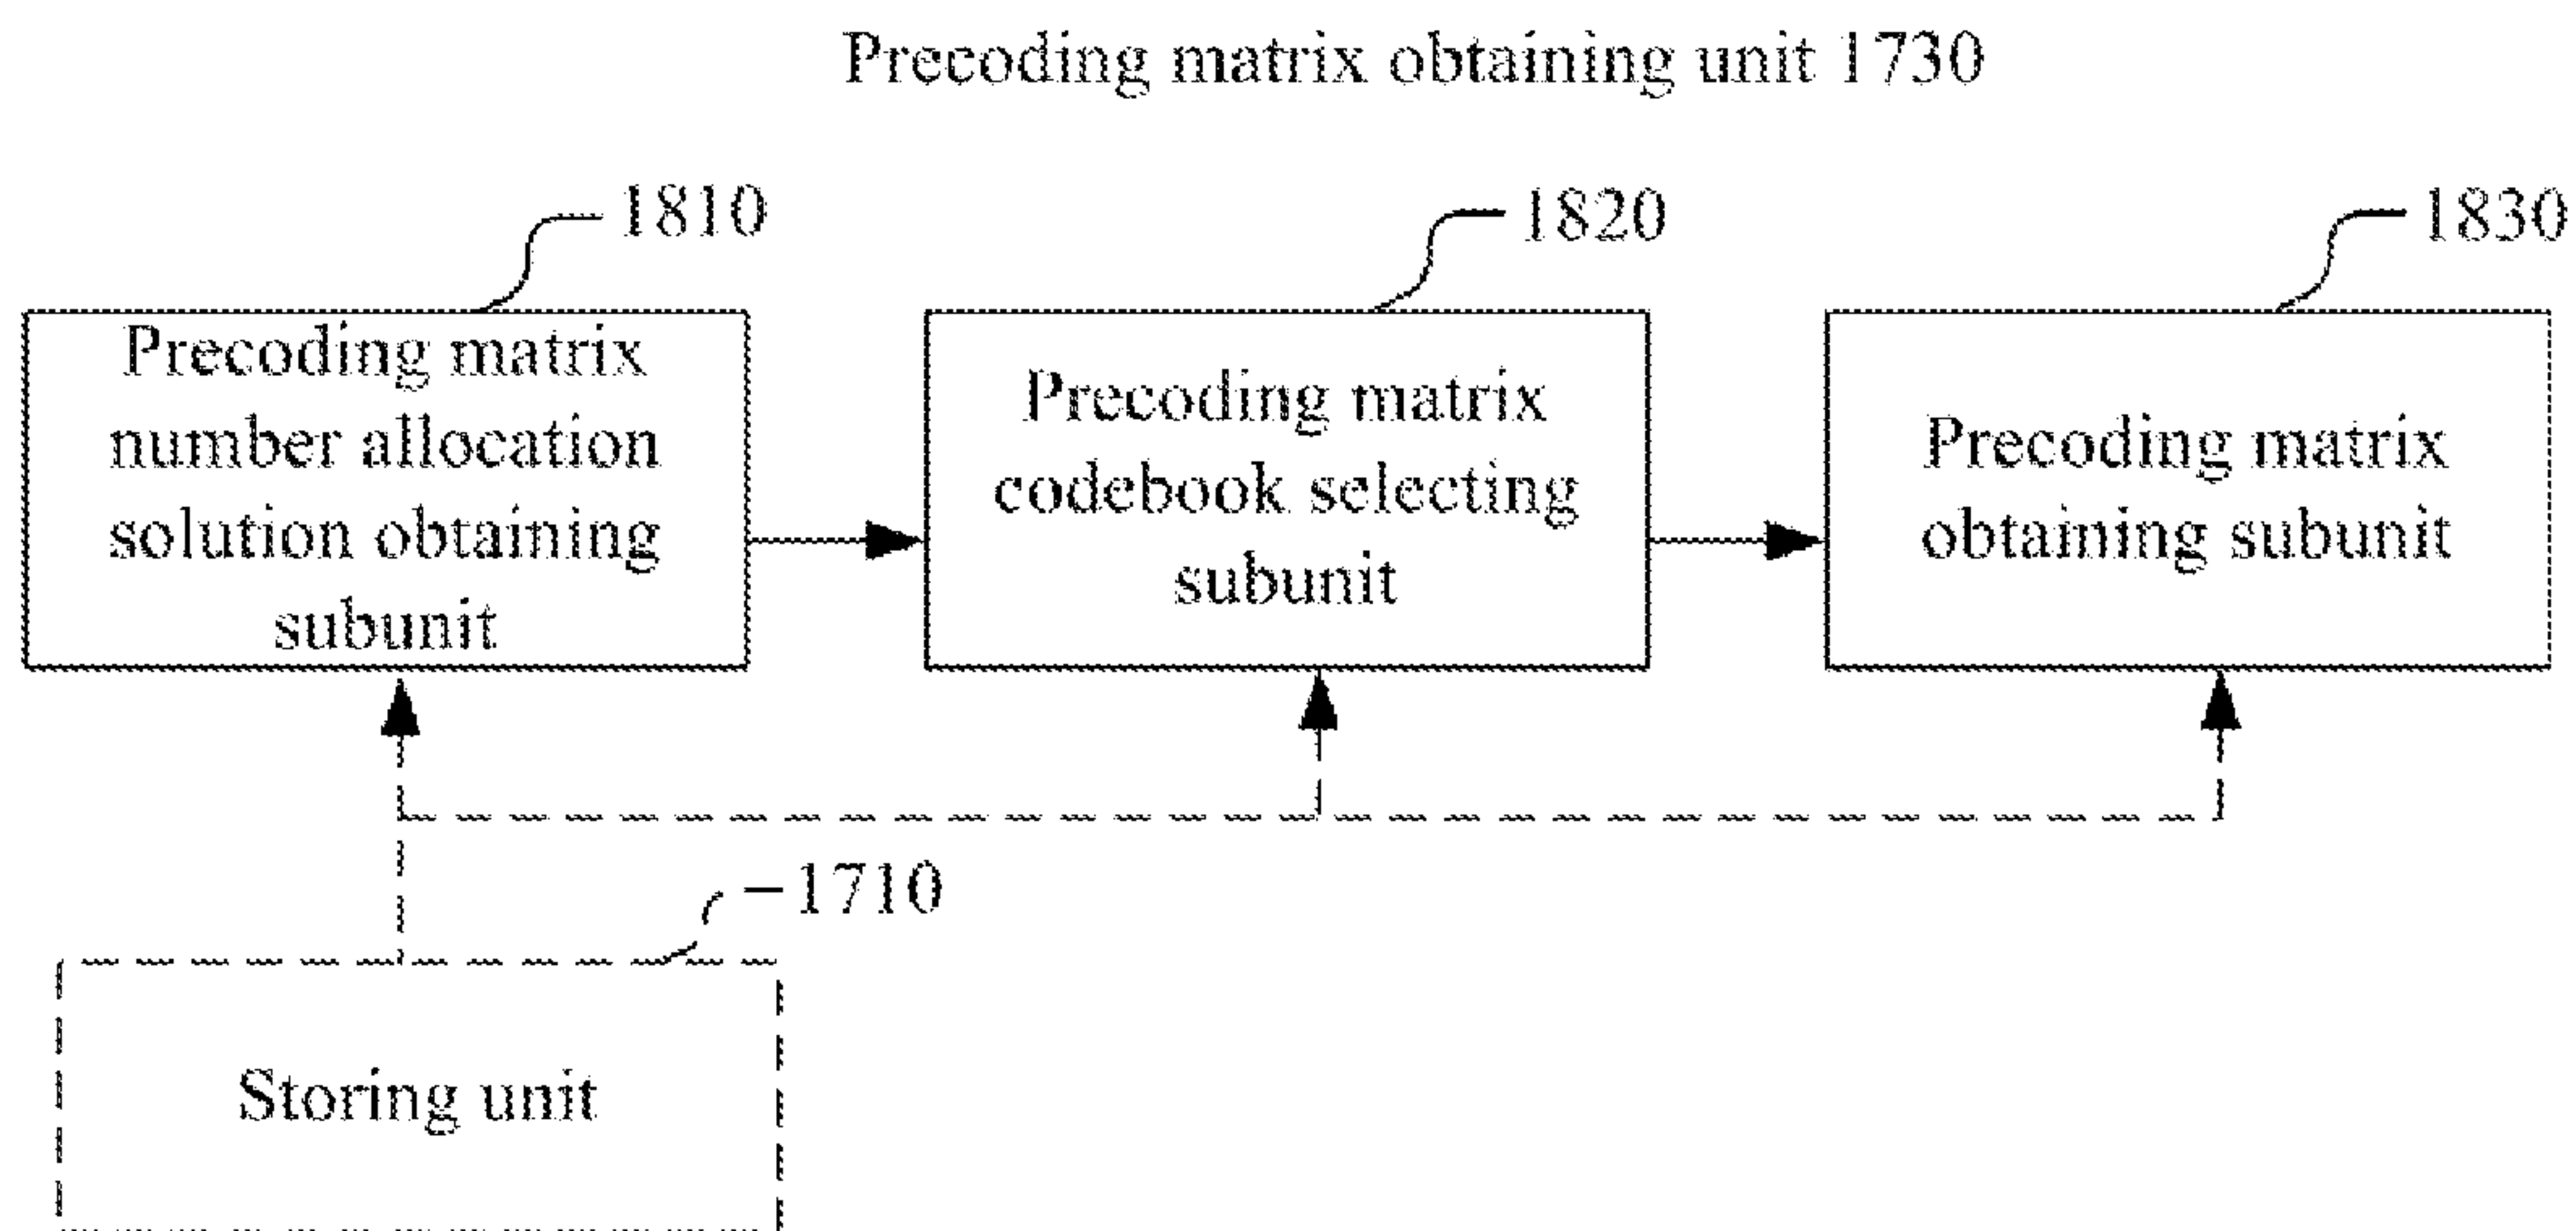 Precoding matrix obtaining unit 1730
1810
1820
1830
Precoding matrix
number allocation
solution obtaining
subunit
Precoding matrix
codebook selecting
subunit
Precoding matrix
obtaining subunit
1710
Storing unit